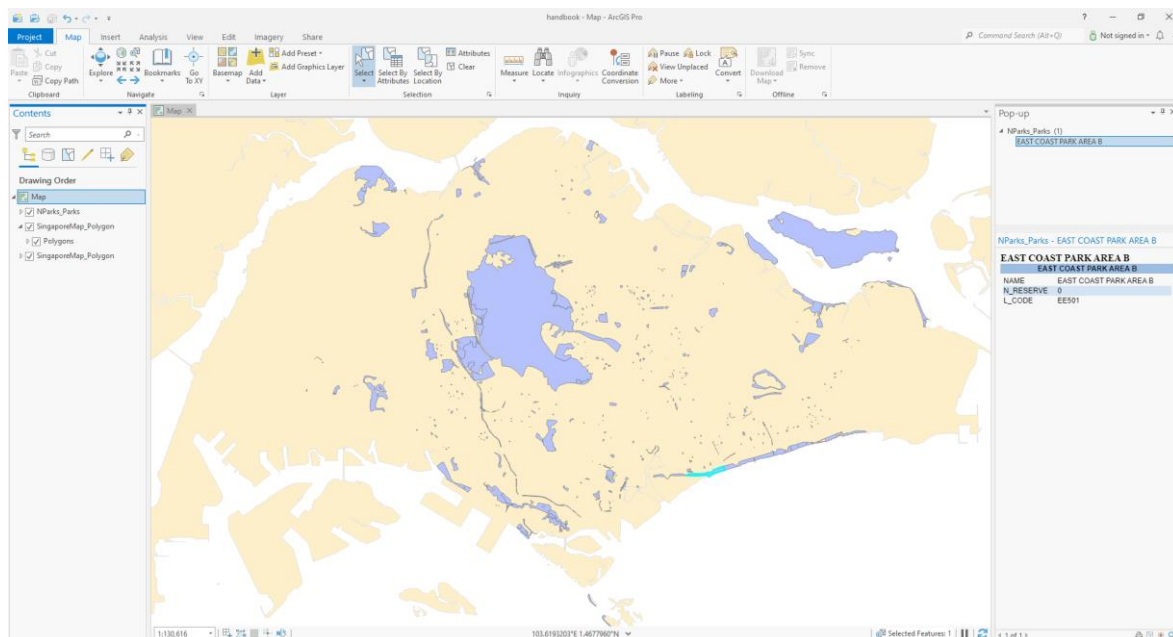 handbook - Map - ArcGIS Pro
Project Map Insert Analysis View Edit Imagery Share
Command Search (Alt+Q)
Not signed in
Cut
Copy
Copy Path
Paste
Clipboard
Explore
Bookmarks
Go To XY
Navigate
Basemap
Add Data
Add Preset
Add Graphics Layer
Layer
Select
Select By Attributes
Select By Location
Attributes
Clear
Selection
Measure
Locate
Infographics
Coordinate Conversion
Inquiry
Pause
Lock
View Unplaced
More
Convert
Labeling
Download Map
Sync
Remove
Offline
Contents
Search
Drawing Order
Map
NParks_Parks
SingaporeMap_Polygon
Polygons
SingaporeMap_Polygon
Map
Pop-up
NParks_Parks (1)
EAST COAST PARK AREA B
NParks_Parks - EAST COAST PARK AREA B
EAST COAST PARK AREA B
EAST COAST PARK AREA B
NAME EAST COAST PARK AREA B
N_RESERVE 0
L_CODE EE501
1:130,616
103.6193203°E 1.4677960°N
Selected Features: 1